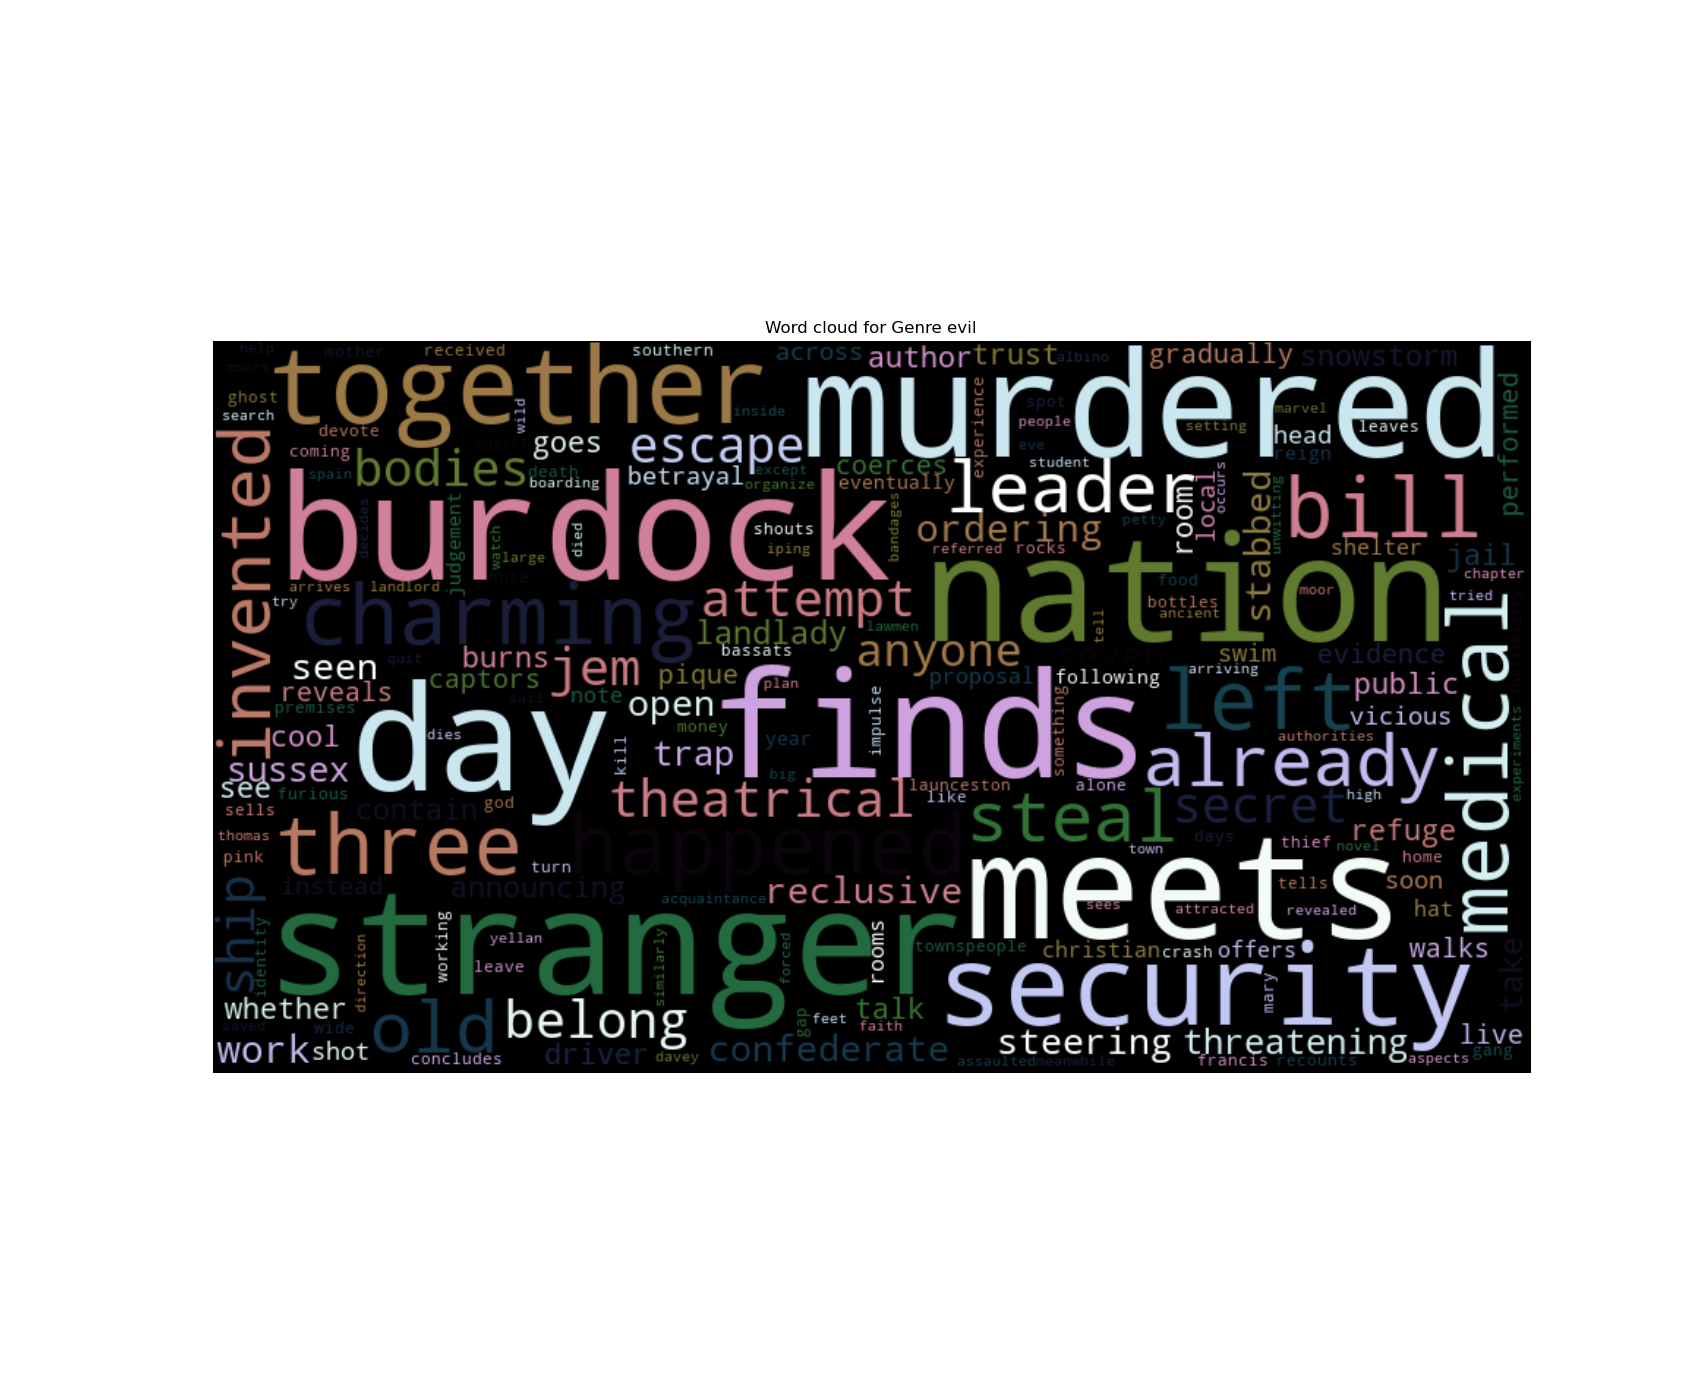 Word cloud for Genre evil
help mother received southern across author trust albino gradually snowstorm
moors together murdered
ghost search devote wild inside experience spot people marvel setting leaves performed
coming guests goes escape eve head reign
spain bodies death boarding betrayal except organize coerces eventually student leader room local occurs stabbed unwitting bill
invented burdock decides judgement watch large died shouts iping bandages ordering petty referred rocks nation shelter jail
arrives landlord nose food bottles ancient moor chapter tried
try charming attempt landlady lawmen tell medical invisibility
seen quit burns jem bassats anyone seven swim evidence
reveals captors pique plan proposal following arriving
premises sail note open finds impulse something left public vicious
cool day dies money year authorities
sussex kill trap big already experiments
see furious contain god theatrical launceston like alone steal secret high
sells happened days refuge
thomas three town thief novel
pink turn meets home
ship instead announcing acquaintance reclusive sees tells soon
identity stranger attracted revealed hat
direction working yellan leave similarly forced rooms townspeople christian crash offers walks take
whether security mary
saved wide old belong gap feet talk faith steering threatening live
work shot concludes driver davey confederate assaulted meanwhile francis recounts aspects gang